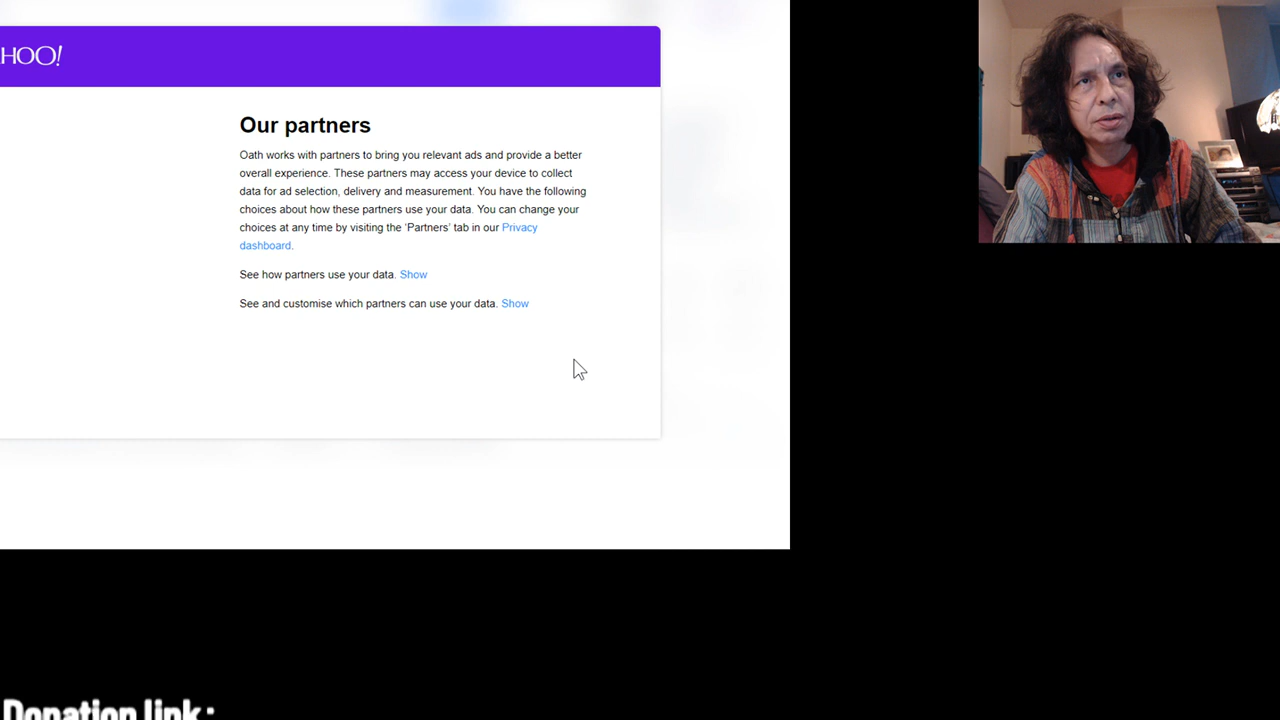 HOO!
Our partners
Oath works with partners to bring you relevant ads and provide a better
overall experience. These partners may access your device to collect
data for ad selection, delivery and measurement. You have the following
choices about how these partners use your data. You can change your
choices at any time by visiting the ‘Partners’ tab in our Privacy
dashboard.
See how partners use your data. Show
See and customise which partners can use your data. Show
Donation link: